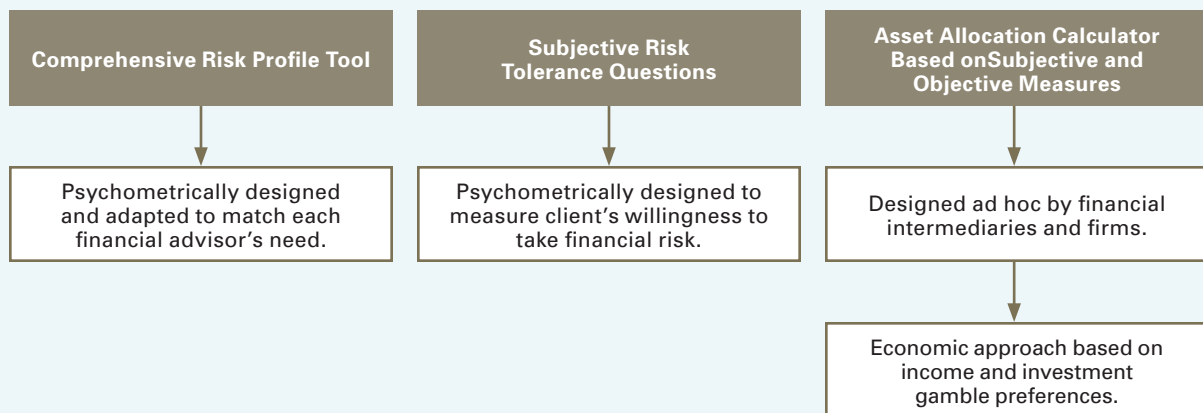 Comprehensive Risk Profile Tool
Psychometrically designed
and adapted to match each
financial advisor's need.
Subjective Risk
Tolerance Questions
Psychometrically designed to
measure client's willingness to
take financial risk.
Asset Allocation Calculator
Based onSubjective and
Objective Measures
Designed ad hoc by financial
intermediaries and firms.
Economic approach based on
income and investment
gamble preferences.